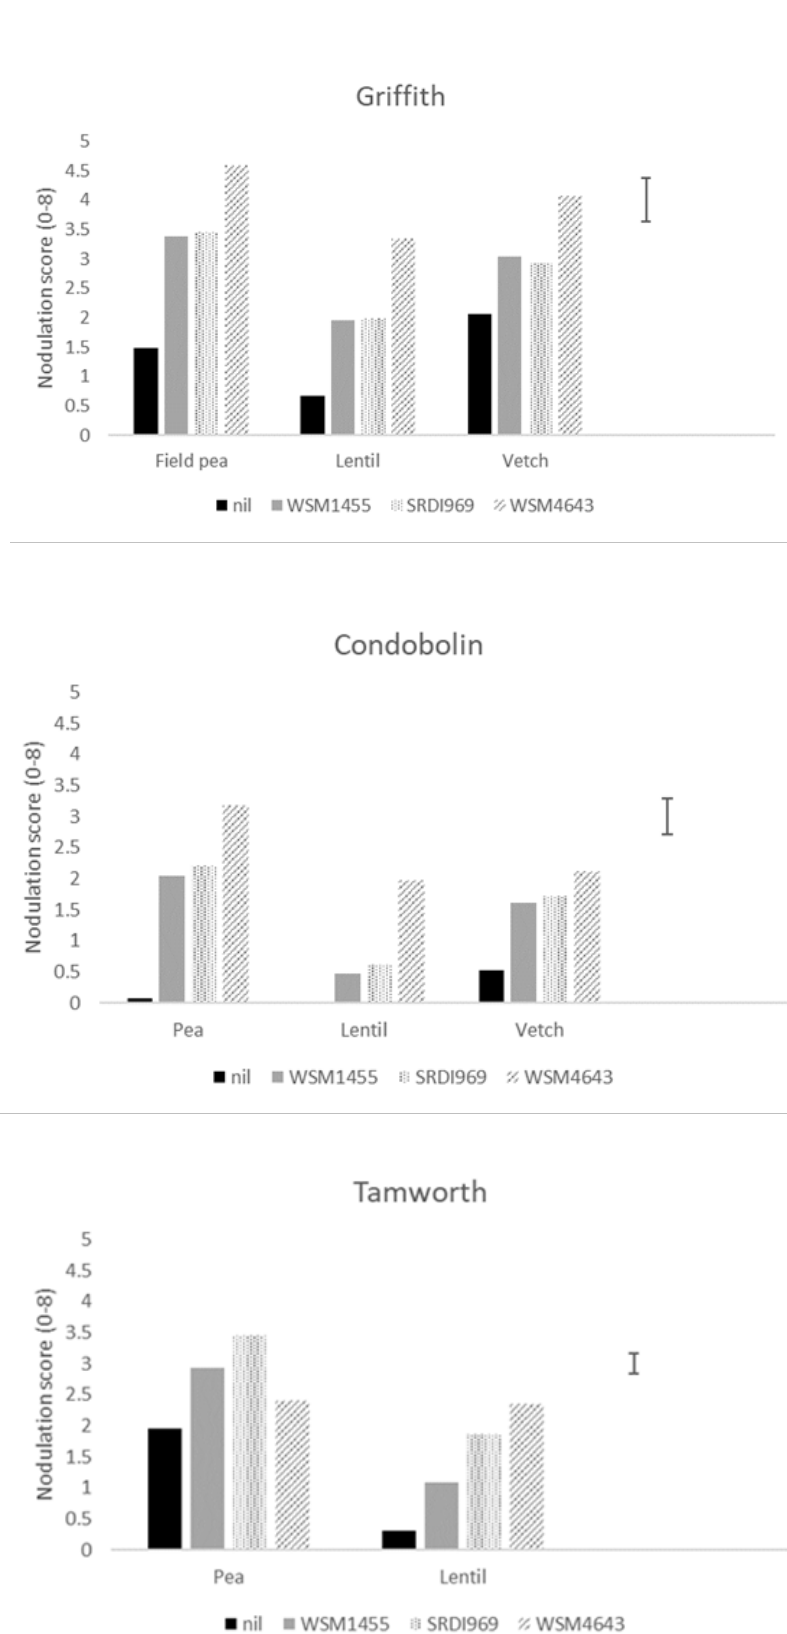 Griffith
Nodulation score (0-8)
5
4.5
4
3.5
3
2.5
2
1.5
1
0.5
0
Field pea Lentil Vetch
nil WSM1455 SRDI969 WSM4643
Condobolin
Nodulation score (0-8)
5
4.5
4
3.5
3
2.5
2
1.5
1
0.5
0
Pea Lentil Vetch
nil WSM1455 SRDI969 WSM4643
Tamworth
Nodulation score (0-8)
5
4.5
4
3.5
3
2.5
2
1.5
1
0.5
0
Pea Lentil
nil WSM1455 SRDI969 WSM4643